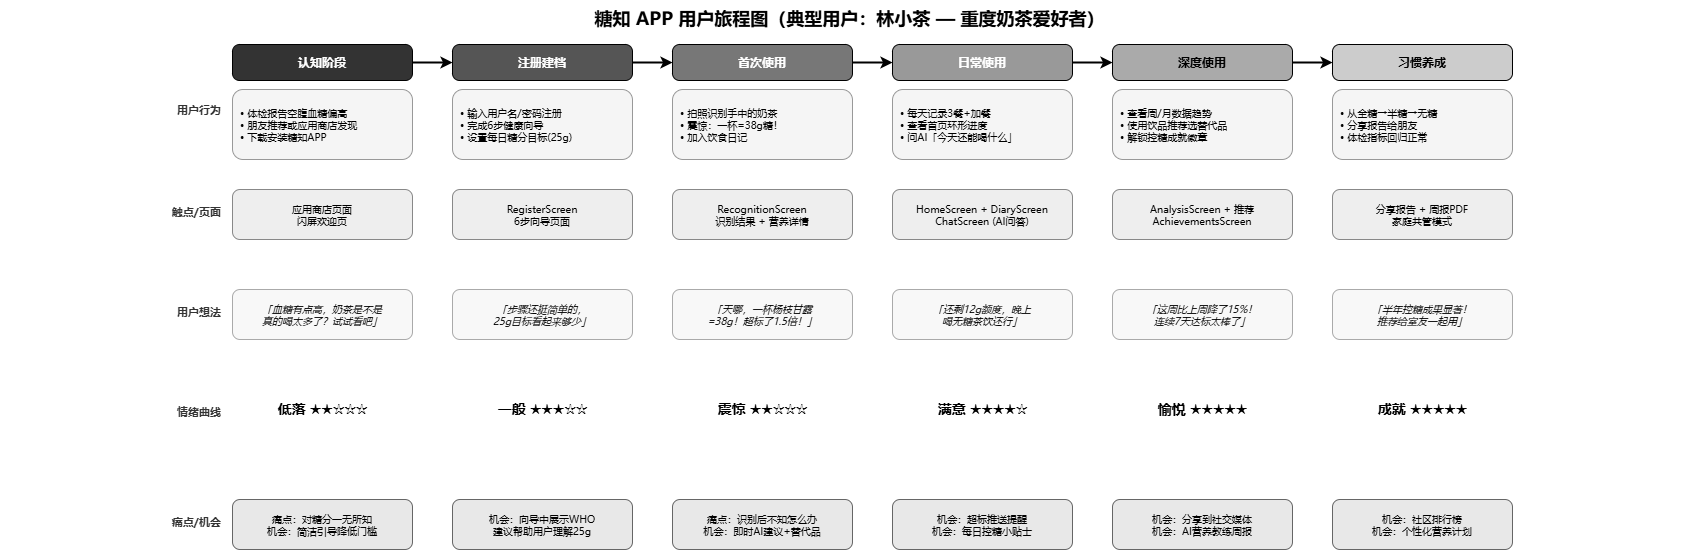 糖知 APP 用户旅程图（典型用户：林小茶 — 重度奶茶爱好者）
认知阶段
注册建档
首次使用
日常使用
深度使用
习惯养成
用户行为
• 体检报告空腹血糖偏高
• 朋友推荐或应用商店发现
• 下载安装糖知APP
• 输入用户名/密码注册
• 完成6步健康向导
• 设置每日糖分目标(25g)
• 拍照识别手中的奶茶
• 震惊：一杯=38g糖！
• 加入饮食日记
• 每天记录3餐+加餐
• 查看首页环形进度
• 问AI「今天还能喝什么」
• 查看周/月数据趋势
• 使用饮品推荐选替代品
• 解锁控糖成就徽章
• 从全糖→半糖→无糖
• 分享报告给朋友
• 体检指标回归正常
触点/页面
应用商店页面
闪屏欢迎页
RegisterScreen
6步向导页面
RecognitionScreen
识别结果 + 营养详情
HomeScreen + DiaryScreen
ChatScreen (AI问答)
AnalysisScreen + 推荐
AchievementsScreen
分享报告 + 周报PDF
家庭共管模式
用户想法
「血糖有点高，奶茶是不是
真的喝太多了？试试看吧」
「步骤还挺简单的，
25g目标看起来够少」
「天哪，一杯杨枝甘露
=38g！超标了1.5倍！」
「还剩12g额度，晚上
喝无糖茶饮还行」
「这周比上周降了15%！
连续7天达标太棒了」
「半年控糖成果显著！
推荐给室友一起用」
情绪曲线
低落 ★★☆☆☆
一般 ★★★☆☆
震惊 ★★☆☆☆
满意 ★★★★☆
愉悦 ★★★★★
成就 ★★★★★
痛点/机会
痛点：对糖分一无所知
机会：简洁引导降低门槛
机会：向导中展示WHO
建议帮助用户理解25g
痛点：识别后不知怎么办
机会：即时AI建议+替代品
机会：超标推送提醒
机会：每日控糖小贴士
机会：分享到社交媒体
机会：AI营养教练周报
机会：社区排行榜
机会：个性化营养计划